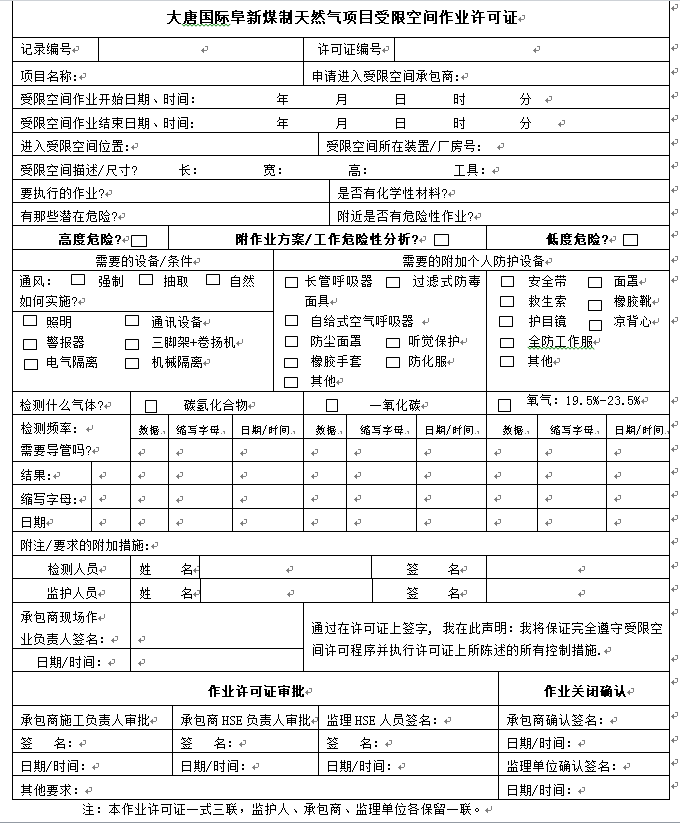 大唐国际阜新煤制天然气项目受限空间作业许可证
记录编号 许可证编号
项目名称： 申请进入受限空间承包商：
受限空间作业开始日期、时间： 年 月 日 时 分
受限空间作业结束日期、时间： 年 月 日 时 分
进入受限空间位置： 受限空间所在装置/厂房号：
受限空间描述/尺寸? 长： 宽： 高： 工具：
要执行的作业? 是否有化学性材料?
有那些潜在危险? 附近是否有危险性作业?
高度危险? 附作业方案/工作危险性分析? 低度危险?
需要的设备/条件 需要的附加个人防护设备
通风： 强制 抽取 自然
如何实施?
照明 通讯设备
警报器 三脚架+卷扬机
电气隔离 机械隔离
长管呼吸器 过滤式防毒
面具
自给式空气呼吸器
防尘面罩 听觉保护
橡胶手套 防化服
其他
安全带 面罩
救生索 橡胶靴
护目镜 凉背心
全防工作服
其他
检测什么气体? 碳氢化合物 一氧化碳 氧气：19.5%-23.5%
检测频率：
需要导管吗?
数据 缩写字母 日期/时间 数据 缩写字母 日期/时间 数据 缩写字母 日期/时间
结果：
缩写字母：
日期
附注/要求的附加措施：
检测人员 姓 名 签 名
监护人员 姓 名 签 名
承包商现场作
业负责人签名：
日期/时间：
通过在许可证上签字, 我在此声明：我将保证完全遵守受限空
间许可程序并执行许可证上所陈述的所有控制措施.
作业许可证审批 作业关闭确认
承包商施工负责人审批 承包商 HSE 负责人审批 监理 HSE 人员签名： 承包商确认签名：
签 名： 签 名： 签 名： 日期/时间：
日期/时间： 日期/时间： 日期/时间： 监理单位确认签名：
其他要求： 日期/时间：
注：本作业许可证一式三联，监护人、承包商、监理单位各保留一联。